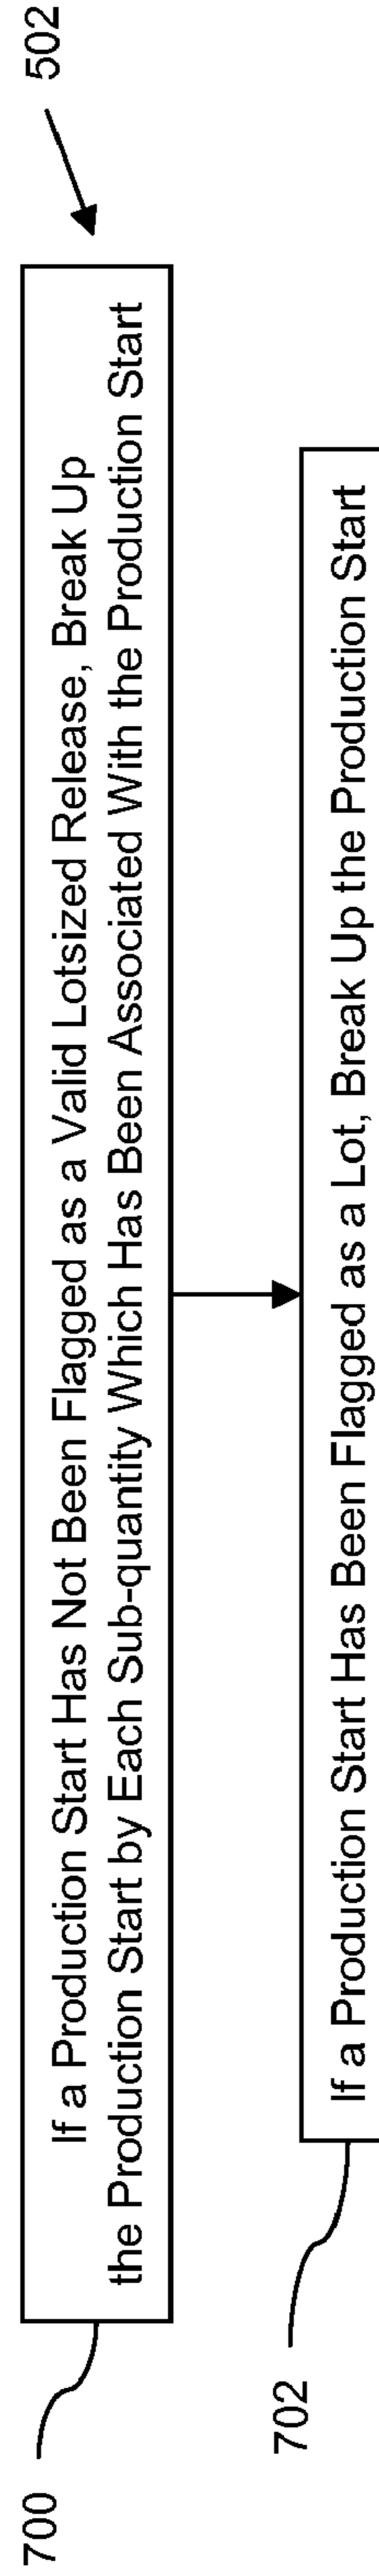 502
700
If a Production Start Has Not Been Flagged as a Valid Lotsized Release, Break Up
the Production Start by Each Sub-quantity Which Has Been Associated With the Production Start
702
If a Production Start Has Been Flagged as a Lot, Break Up the Production Start